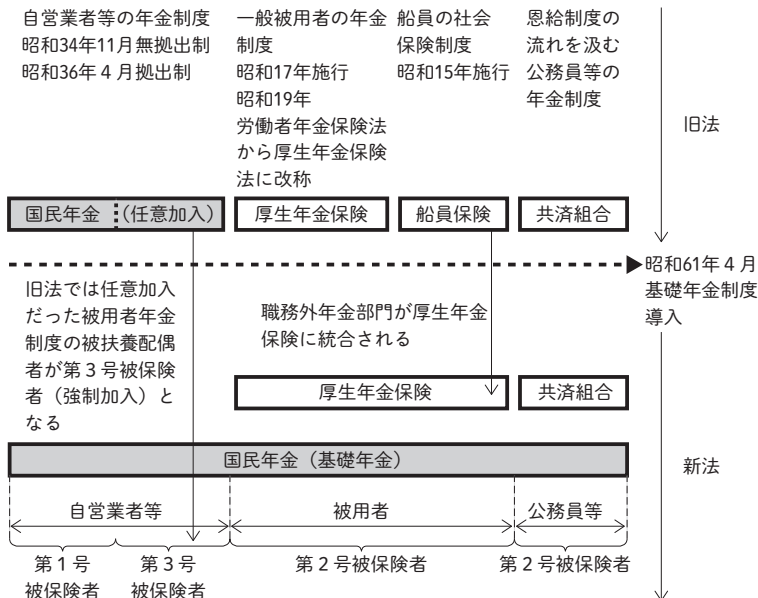 自営業者等の年金制度
昭和34年11月無拠出制
昭和36年４月拠出制
一般被用者の年金
制度
昭和17年施行
昭和19年
労働者年金保険法
から厚生年金保険
法に改称
船員の社会
保険制度
昭和15年施行
恩給制度の
流れを汲む
公務員等の
年金制度
旧法
国民年金 （任意加入）
厚生年金保険
船員保険
共済組合
昭和61年４月
基礎年金制度
導入
旧法では任意加入
だった被用者年金
制度の被扶養配偶
者が第３号被保険
者（強制加入）と
なる
職務外年金部門が厚生年金
保険に統合される
厚生年金保険
共済組合
国民年金（基礎年金）
新法
自営業者等
被用者
公務員等
第１号
被保険者
第３号
被保険者
第２号被保険者
第２号被保険者